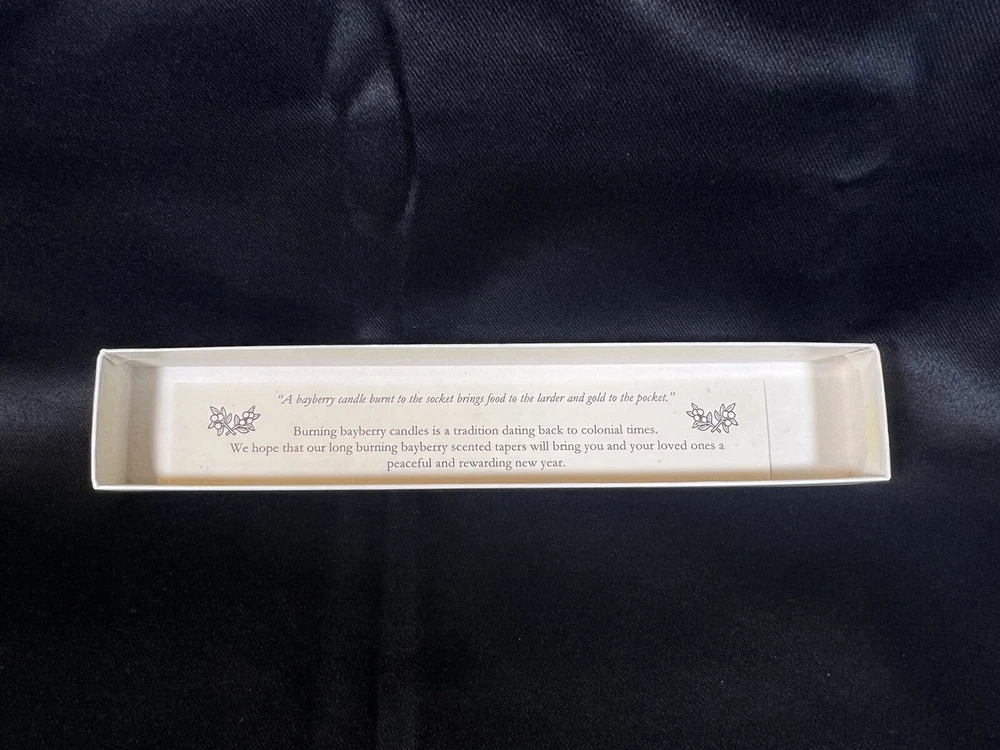 "A bayberry candle burnt to the socket brings food to the larder and gold to the pocket."
Burning bayberry candles is a tradition dating back to colonial times.
We hope that our long burning bayberry scented tapers will bring you and your loved ones a
peaceful and rewarding new year.